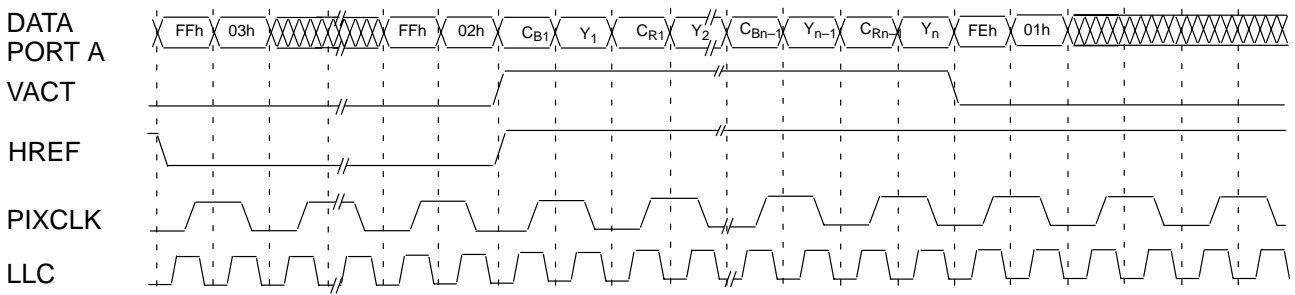 DATA PORT A
FFh 03h FFh 02h CB1 Y1 CR1 Y2 CBn–1 Yn–1 CRn–1 Yn FEh 01h
VACT
HREF
PIXCLK
LLC